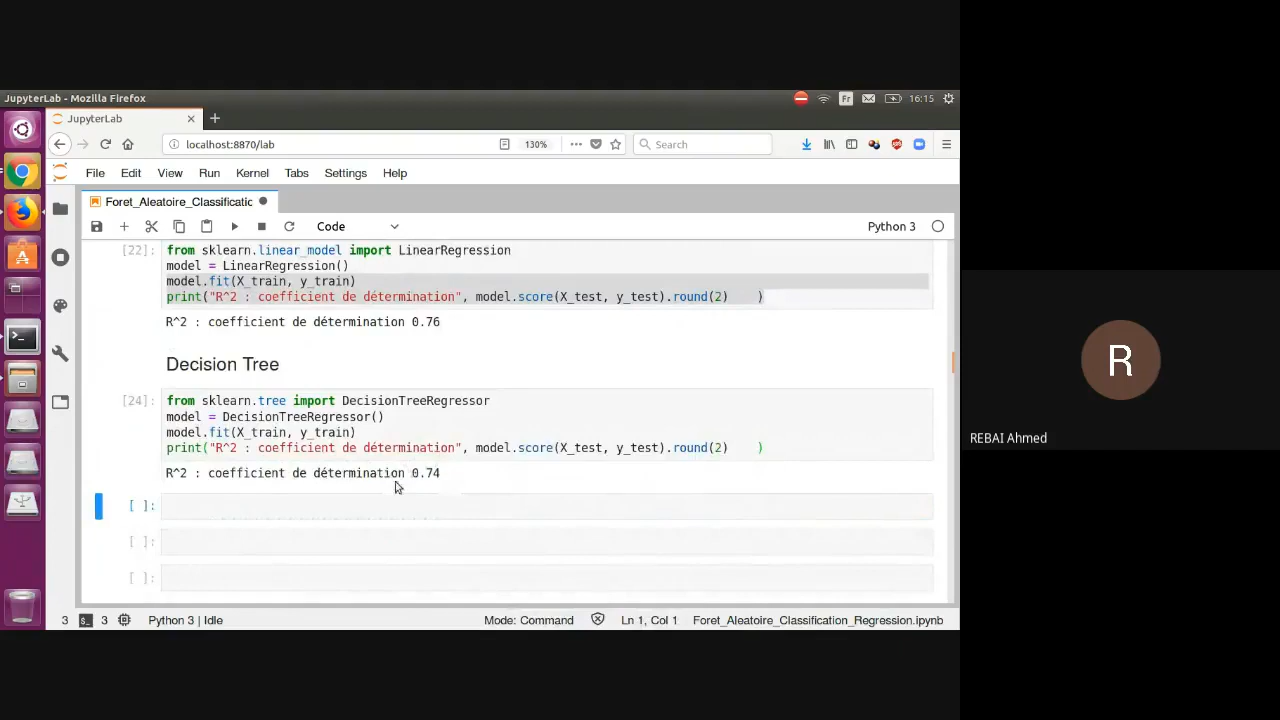 JupyterLab - Mozilla Firefox
Fr
16:15
JupyterLab
localhost:8870/lab
130%
Search
File Edit View Run Kernel Tabs Settings Help
Foret_Aleatoire_Classificatic
Code
Python 3
[22]:
from sklearn.linear_model import LinearRegression
model = LinearRegression()
model.fit(X_train, y_train)
print("R^2 : coefficient de détermination", model.score(X_test, y_test).round(2)    )
R^2 : coefficient de détermination 0.76
Decision Tree
[24]:
from sklearn.tree import DecisionTreeRegressor
model = DecisionTreeRegressor()
model.fit(X_train, y_train)
print("R^2 : coefficient de détermination", model.score(X_test, y_test).round(2)    )
R^2 : coefficient de détermination 0.74
[ ]:
[ ]:
[ ]:
3 $_ 3 Python 3 | Idle Mode: Command Ln 1, Col 1 Foret_Aleatoire_Classification_Regression.ipynb
R
REBAI Ahmed